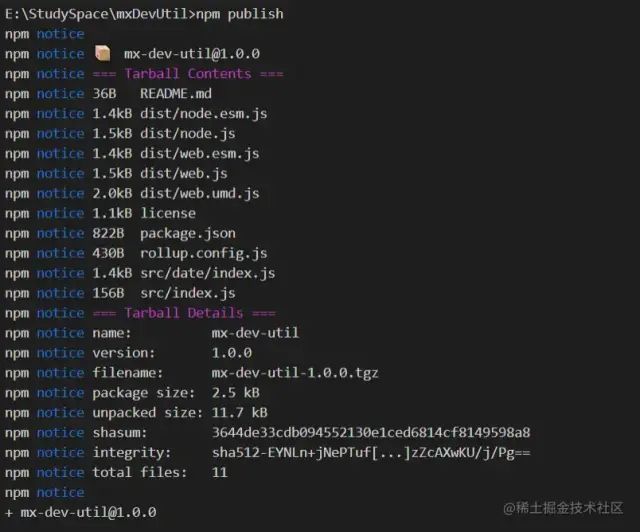 E:\StudySpace\mxDevUtil>npm publish
npm notice
npm notice 📦 mx-dev-util@1.0.0
npm notice === Tarball Contents ===
npm notice 36B README.md
npm notice 1.4kB dist/node.esm.js
npm notice 1.5kB dist/node.js
npm notice 1.4kB dist/web.esm.js
npm notice 1.5kB dist/web.js
npm notice 2.0kB dist/web.umd.js
npm notice 1.1kB license
npm notice 822B package.json
npm notice 430B rollup.config.js
npm notice 1.4kB src/date/index.js
npm notice 156B src/index.js
npm notice === Tarball Details ===
npm notice name: mx-dev-util
npm notice version: 1.0.0
npm notice filename: mx-dev-util-1.0.0.tgz
npm notice package size: 2.5 kB
npm notice unpacked size: 11.7 kB
npm notice shasum: 3644de33cdb094552130e1ced6814cf8149598a8
npm notice integrity: sha512-EYNLn+jNePTuf[...]zZcAXwKU/j/Pg==
npm notice total files: 11
npm notice
+ mx-dev-util@1.0.0
@稀土掘金技术社区